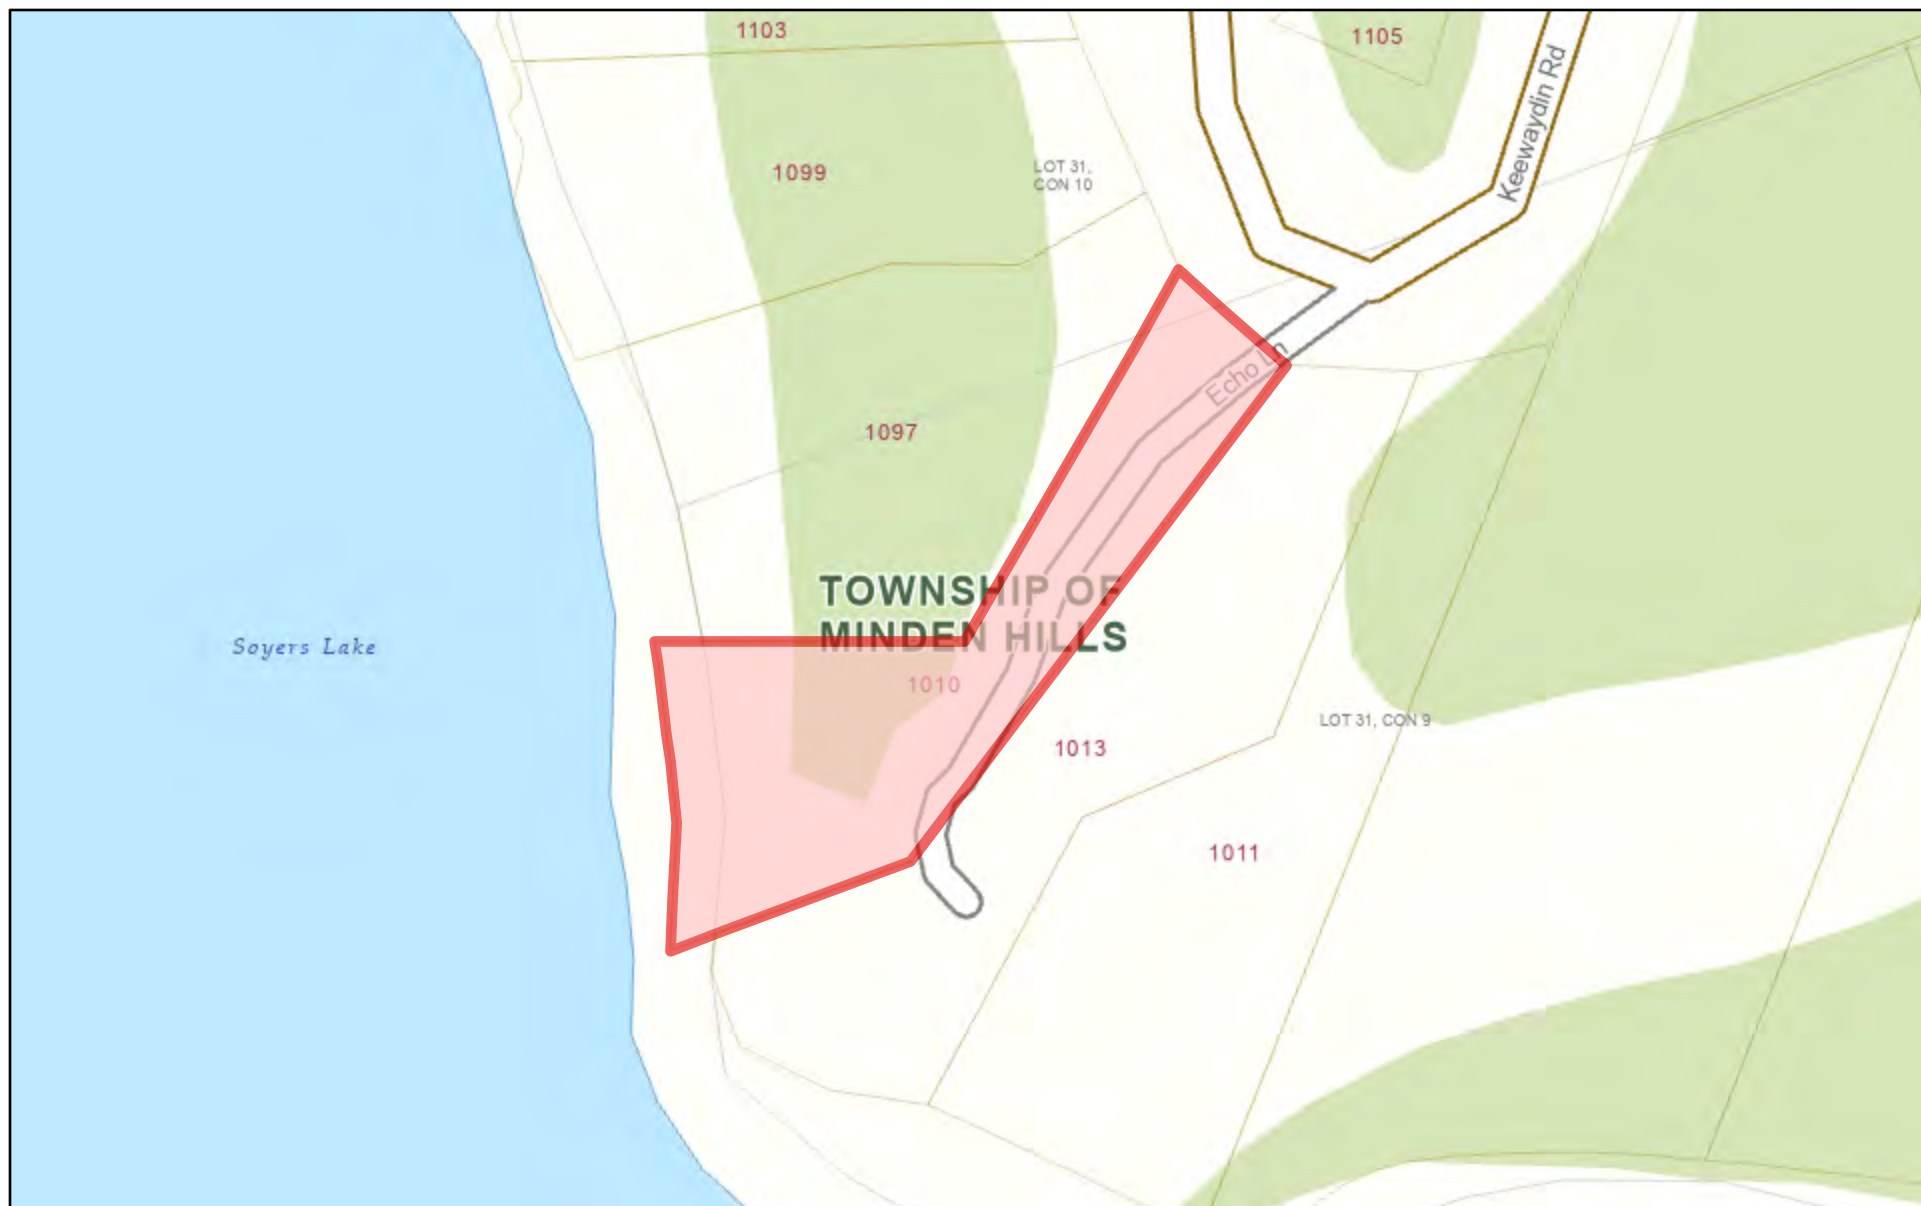 1103
1105
Keewaydin Rd
1099
LOT 31,
CON 10
Echo Ln
1097
TOWNSHIP OF
MINDEN HILLS
Soyers Lake
1010
LOT 31, CON 9
1013
1011